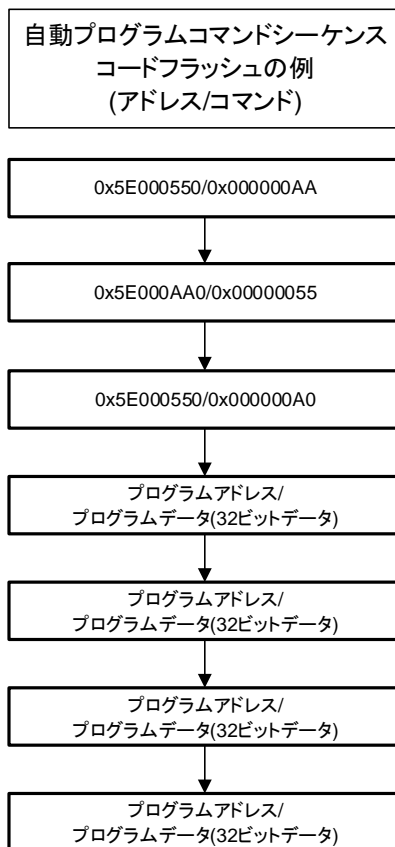 自動プログラムコマンドシーケンス
コードフラッシュの例
(アドレス/コマンド)
0x5E000550/0x000000AA
0x5E000AA0/0x00000055
0x5E000550/0x000000A0
プログラムアドレス/
プログラムデータ(32ビットデータ)
プログラムアドレス/
プログラムデータ(32ビットデータ)
プログラムアドレス/
プログラムデータ(32ビットデータ)
プログラムアドレス/
プログラムデータ(32ビットデータ)